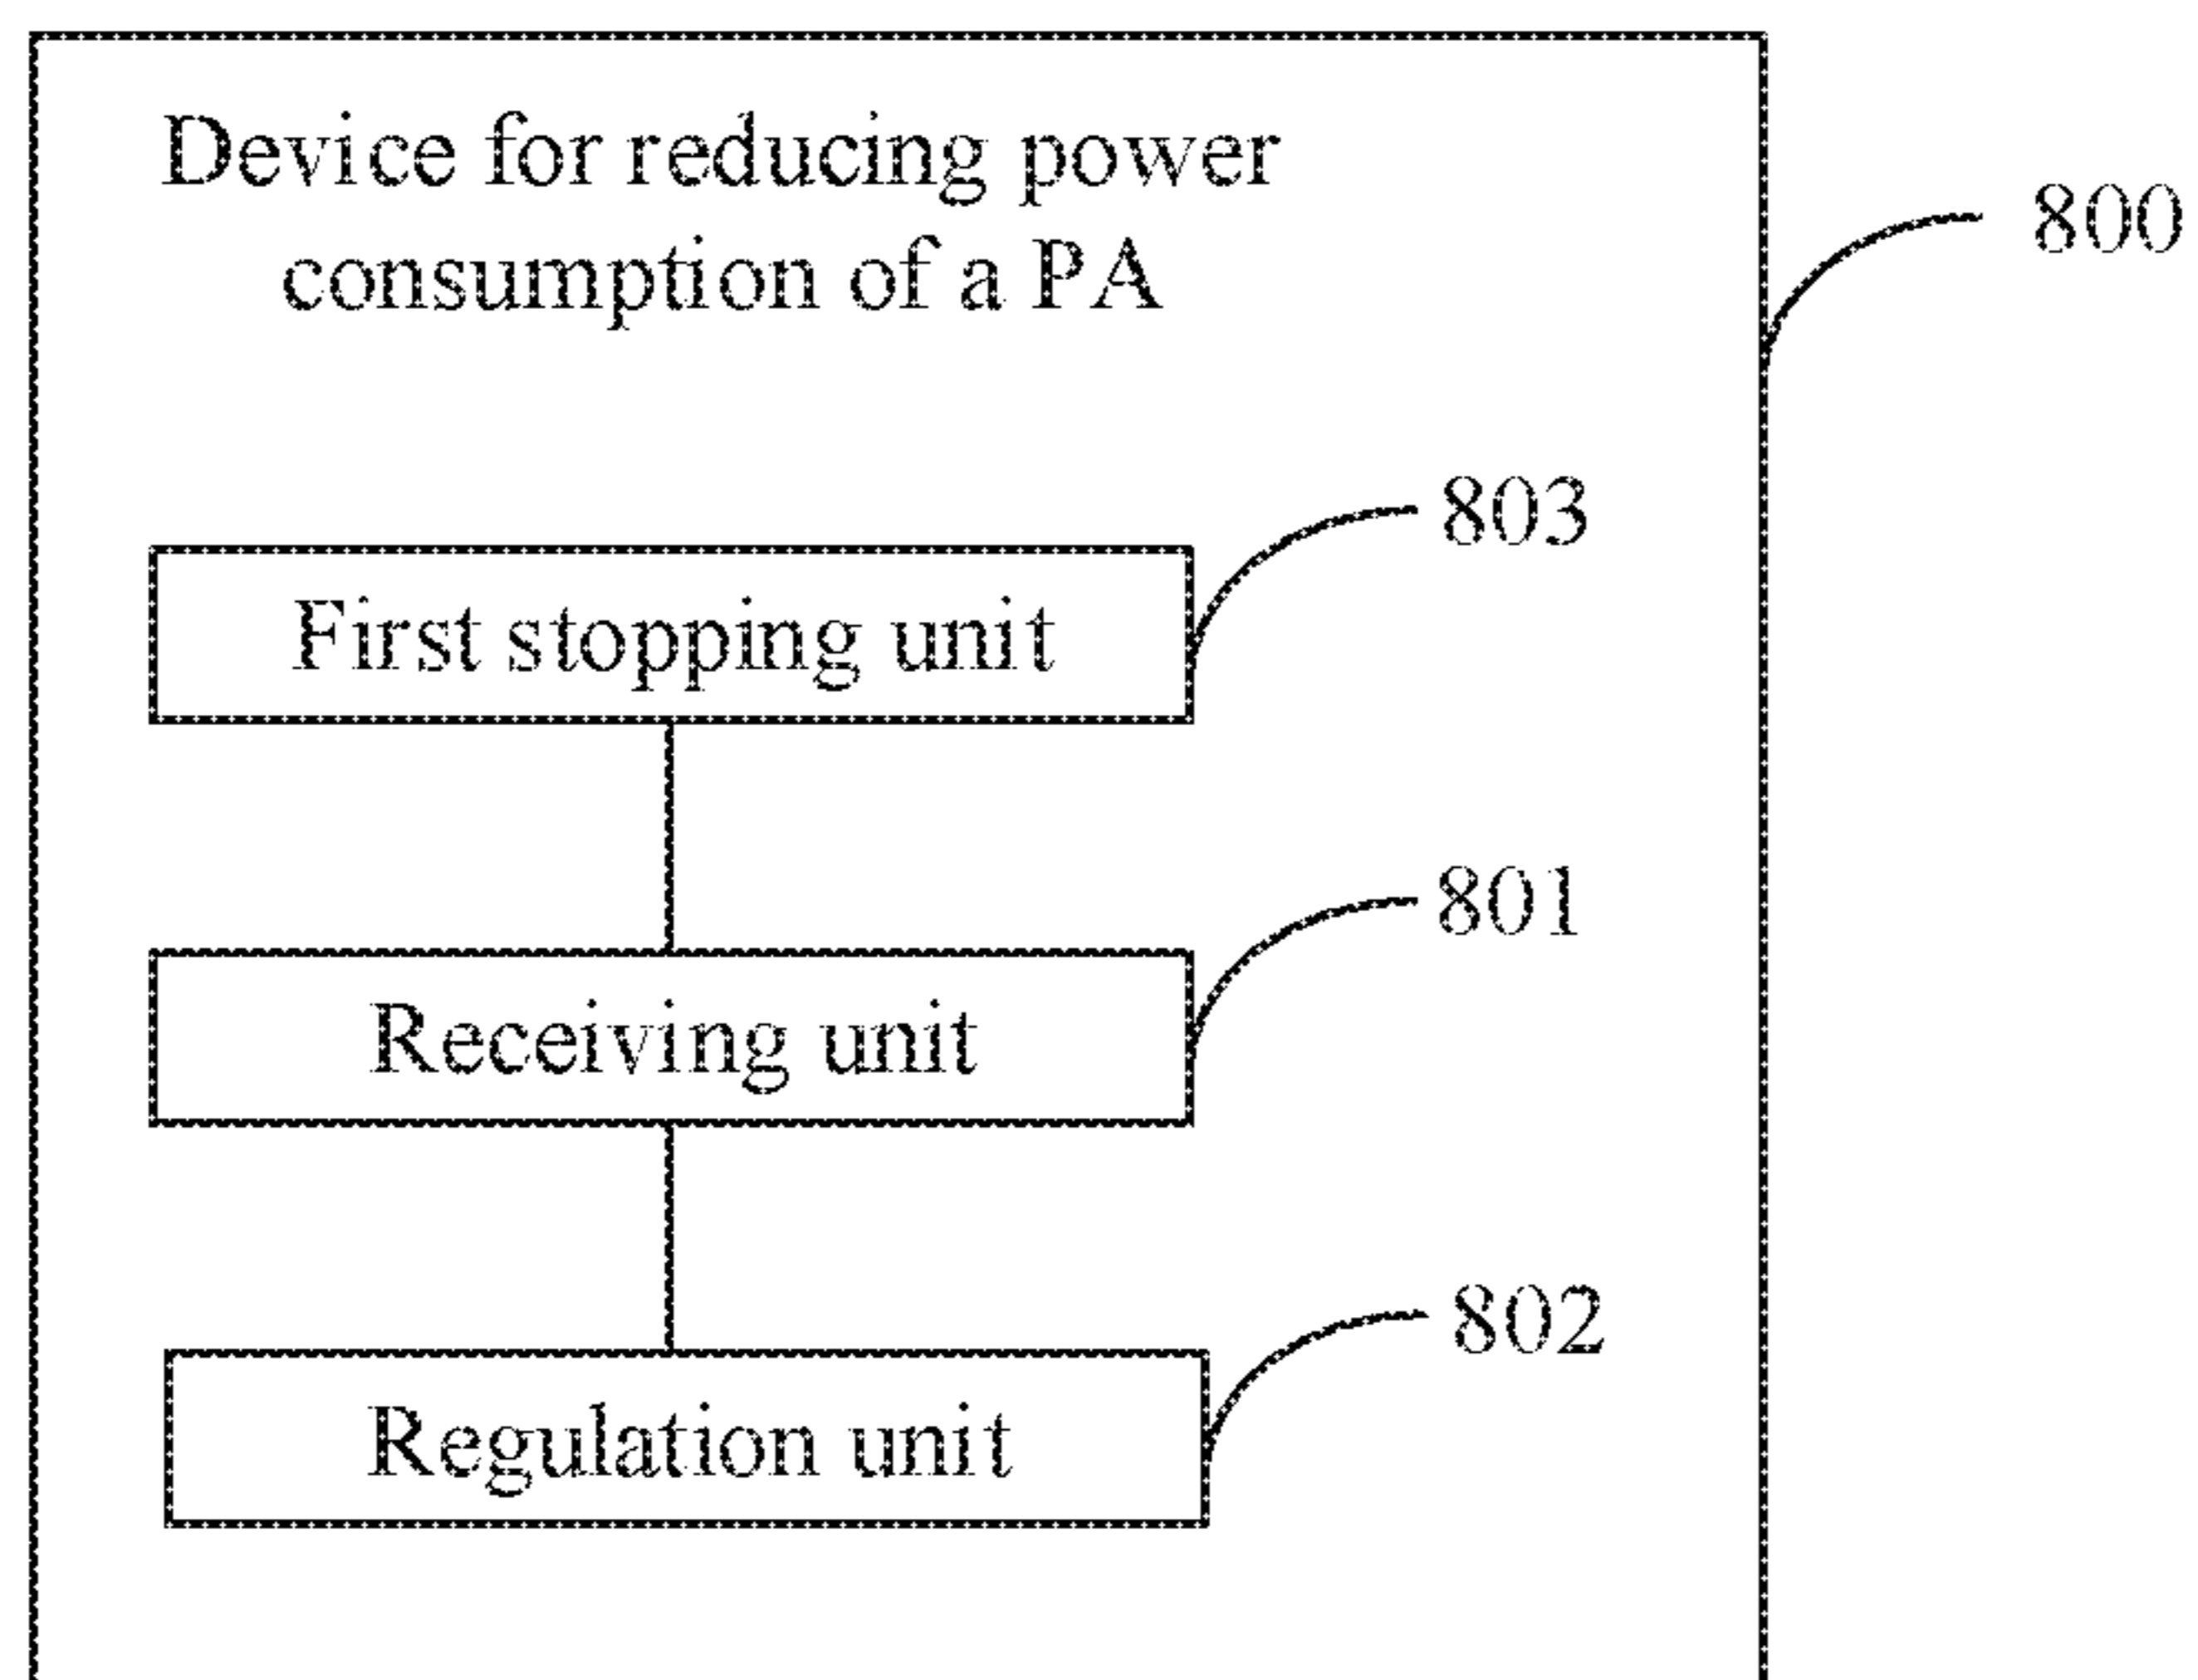 Device for reducing power
consumption of a PA
800
803
First stopping unit
801
Receiving unit
802
Regulation unit